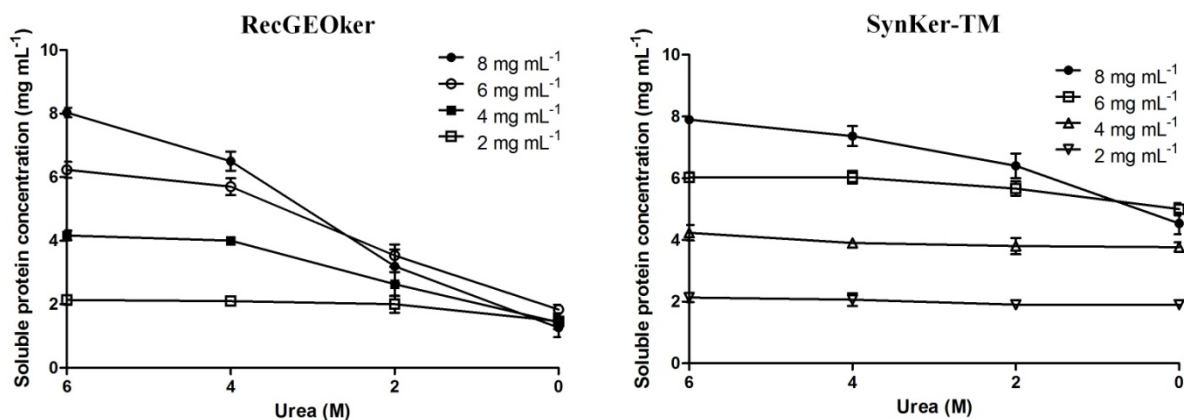 RecGEOker
Soluble protein concentration (mg mL⁻¹)
10
8
6
4
2
0
8 mg mL⁻¹
6 mg mL⁻¹
4 mg mL⁻¹
2 mg mL⁻¹
6 4 2 0
Urea (M)
SynKer-TM
Soluble protein concentration (mg mL⁻¹)
10
8
6
4
2
0
8 mg mL⁻¹
6 mg mL⁻¹
4 mg mL⁻¹
2 mg mL⁻¹
6 4 2 0
Urea (M)